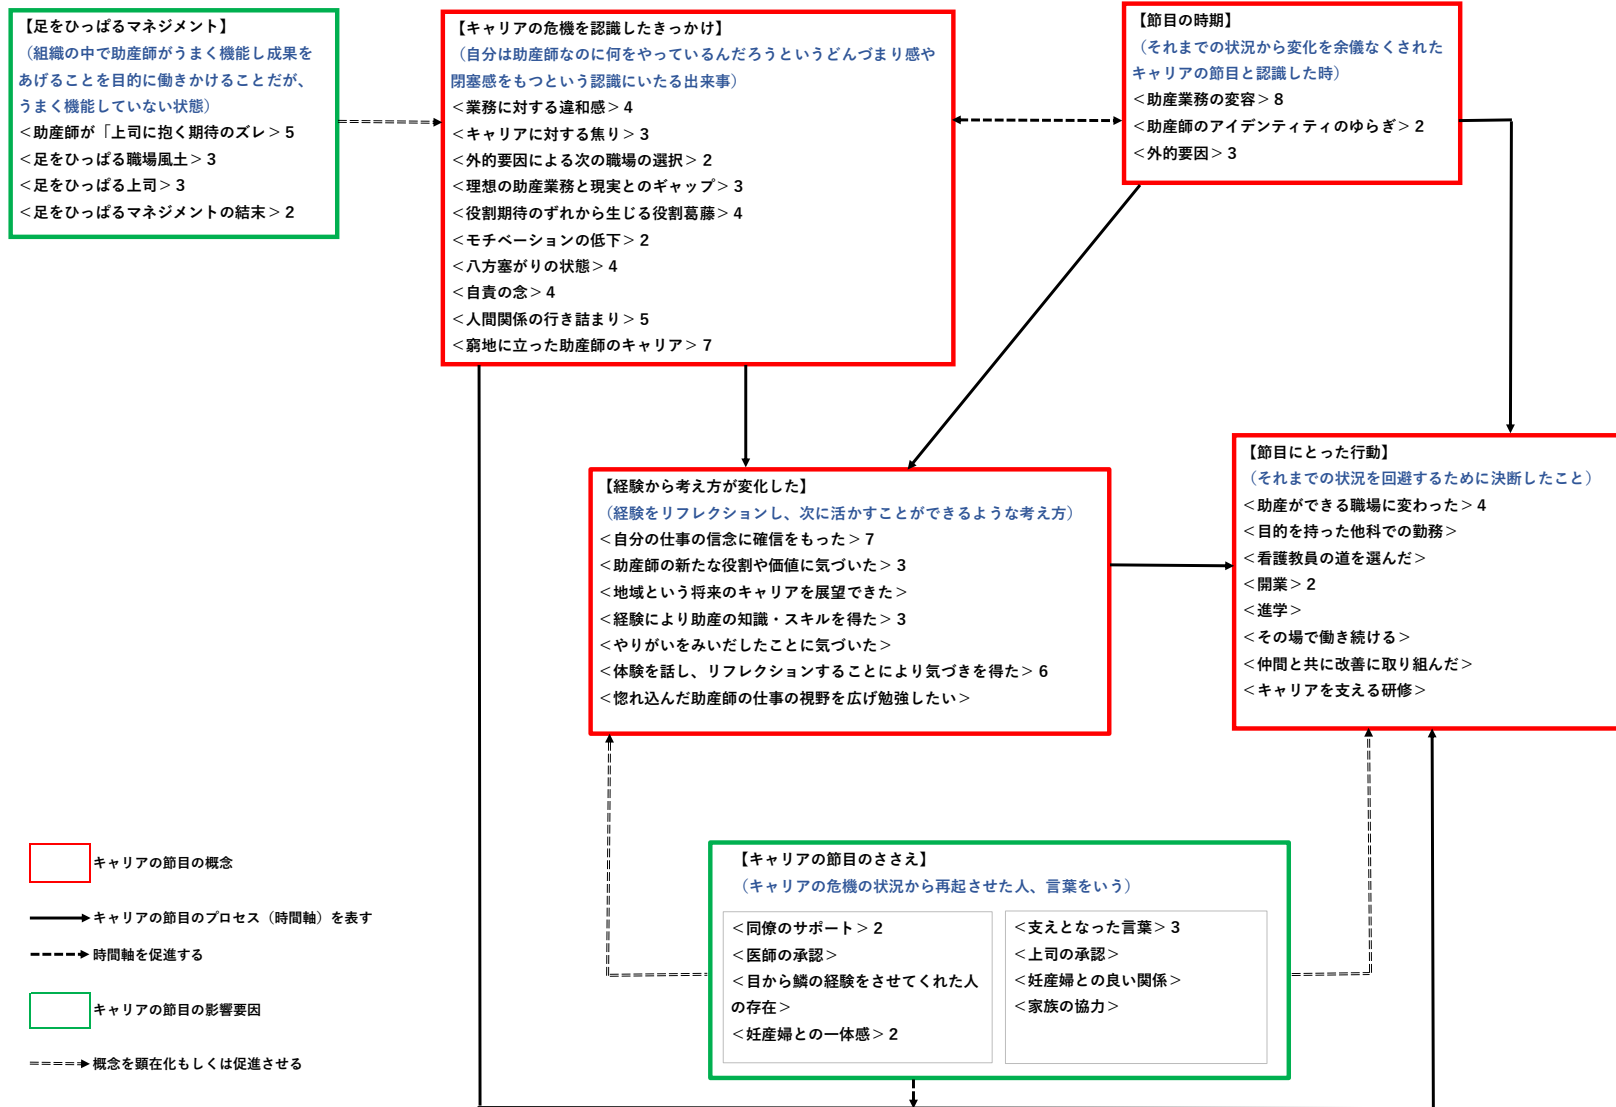 【足をひっぱるマネジメント】
（組織の中で助産師がうまく機能し成果を
あげることを目的に働きかけることだが、
うまく機能していない状態）
＜助産師が「上司に抱く期待のズレ＞5
＜足をひっぱる職場風土＞3
＜足をひっぱる上司＞3
＜足をひっぱるマネジメントの結末＞2
【キャリアの危機を認識したきっかけ】
（自分は助産師なのに何をやっているんだろうというどんづまり感や
閉塞感をもつという認識にいたる出来事）
＜業務に対する違和感＞4
＜キャリアに対する焦り＞3
＜外的要因による次の職場の選択＞2
＜理想の助産業務と現実とのギャップ＞3
＜役割期待のずれから生じる役割葛藤＞4
＜モチベーションの低下＞2
＜八方塞がりの状態＞4
＜自責の念＞4
＜人間関係の行き詰まり＞5
＜窮地に立った助産師のキャリア＞7
【節目の時期】
（それまでの状況から変化を余儀なくされた
キャリアの節目と認識した時）
＜助産業務の変容＞8
＜助産師のアイデンティティのゆらぎ＞2
＜外的要因＞3
【経験から考え方が変化した】
（経験をリフレクションし、次に活かすことができるような考え方）
＜自分の仕事の信念に確信をもった＞7
＜助産師の新たな役割や価値に気づいた＞3
＜地域という将来のキャリアを展望できた＞
＜経験により助産の知識・スキルを得た＞3
＜やりがいをみいだしたことに気づいた＞
＜体験を話し、リフレクションすることにより気づきを得た＞6
＜惚れ込んだ助産師の仕事の視野を広げ勉強したい＞
【節目にとった行動】
（それまでの状況を回避するために決断したこと）
＜助産ができる職場に変わった＞4
＜目的を持った他科での勤務＞
＜看護教員の道を選んだ＞
＜開業＞2
＜進学＞
＜その場で働き続ける＞
＜仲間と共に改善に取り組んだ＞
＜キャリアを支える研修＞
【キャリアの節目のささえ】
（キャリアの危機の状況から再起させた人、言葉をいう）
＜同僚のサポート＞2
＜医師の承認＞
＜目から鱗の経験をさせてくれた人
の存在＞
＜妊産婦との一体感＞2
＜支えとなった言葉＞3
＜上司の承認＞
＜妊産婦との良い関係＞
＜家族の協力＞
キャリアの節目の概念
キャリアの節目のプロセス（時間軸）を表す
時間軸を促進する
キャリアの節目の影響要因
概念を顕在化もしくは促進させる